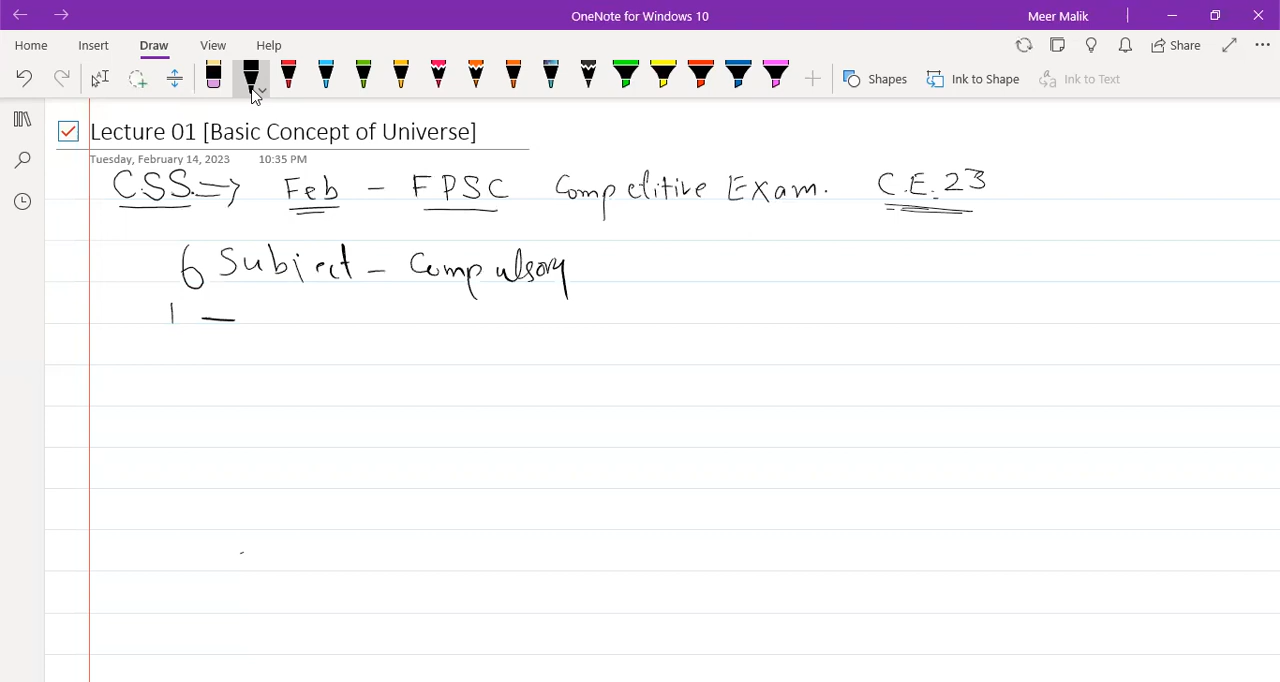 OneNote for Windows 10
Meer Malik
Home Insert Draw View Help
Share
Shapes Ink to Shape Ink to Text
Lecture 01 [Basic Concept of Universe]
Tuesday, February 14, 2023 10:35 PM
C.S.S. → Feb - FPSC Competitive Exam. C.E.23
6 Subject - Compulsory
1 —